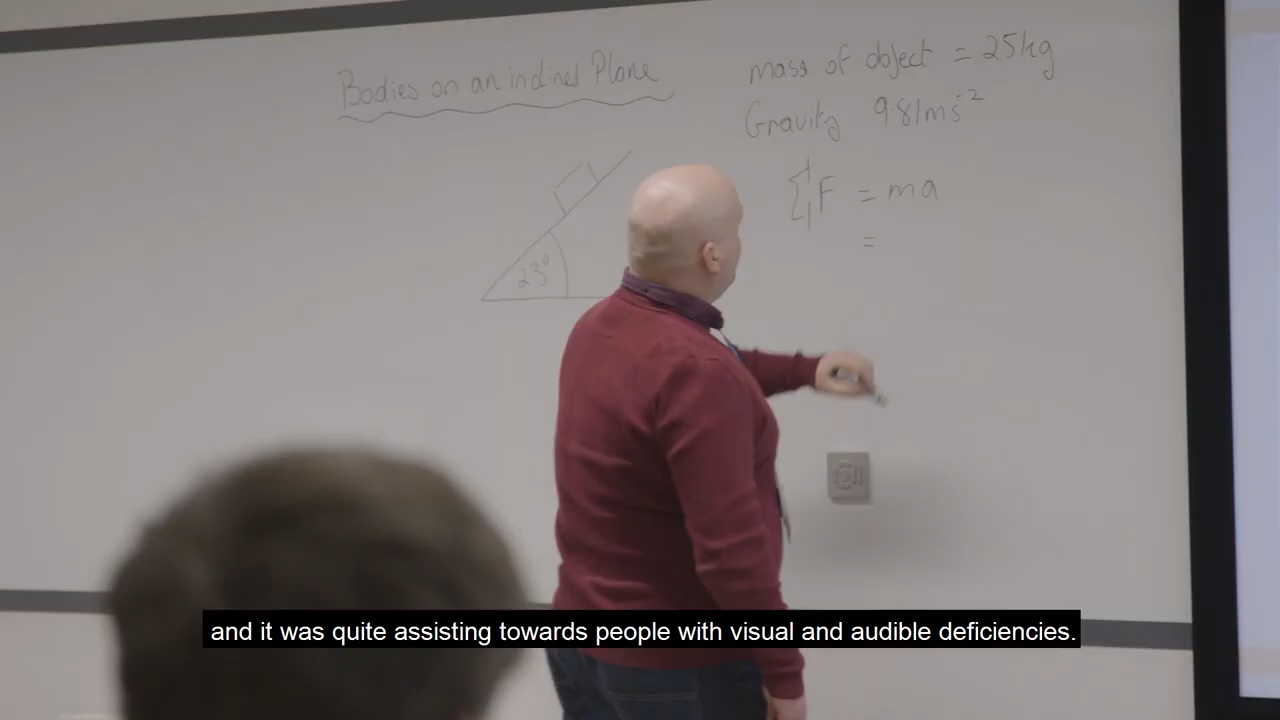 Bodies on an inclined Plane
mass of object = 25kg
Gravity 9.81ms⁻²
∑F = ma
=
23°
and it was quite assisting towards people with visual and audible deficiencies.